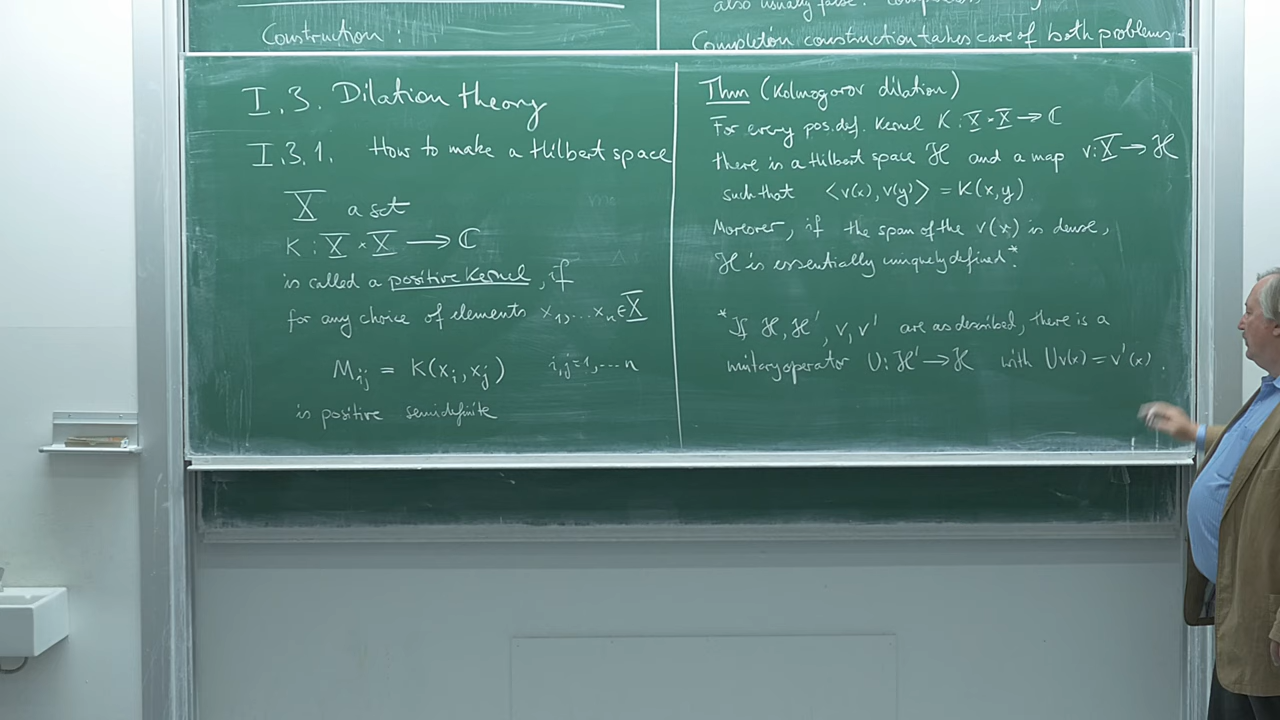 Construction :
also usually false.
Completion construction takes care of both problems
I.3. Dilation theory
I.3.1. How to make a Hilbert space
X a set
K : X × X → ℂ
is called a positive kernel, if
for any choice of elements x₁,...xₙ∈X
M_ij = K(x_i, x_j) i,j=1,...n
is positive semidefinite
Thm (Kolmogorov dilation)
For every pos. def. kernel K : X × X → ℂ
there is a Hilbert space ℋ and a map v: X → ℋ
such that ⟨v(x), v(y)⟩ = K(x,y)
Moreover, if the span of the v(x) is dense,
ℋ is essentially uniquely defined.*
*If ℋ, ℋ', v, v' are as described, there is a
unitary operator U: ℋ' → ℋ with Uv(x) = v'(x).